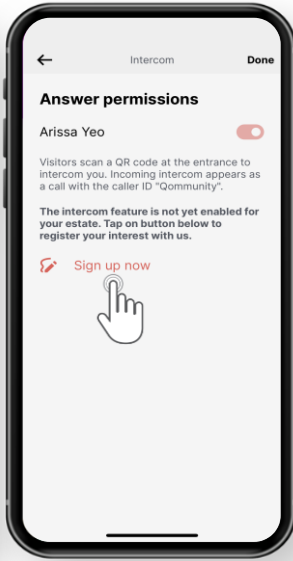 Intercom Done
Answer permissions
Arissa Yeo
Visitors scan a QR code at the entrance to
intercom you. Incoming intercom appears as
a call with the caller ID "Qommunity".
The intercom feature is not yet enabled for
your estate. Tap on button below to
register your interest with us.
Sign up now